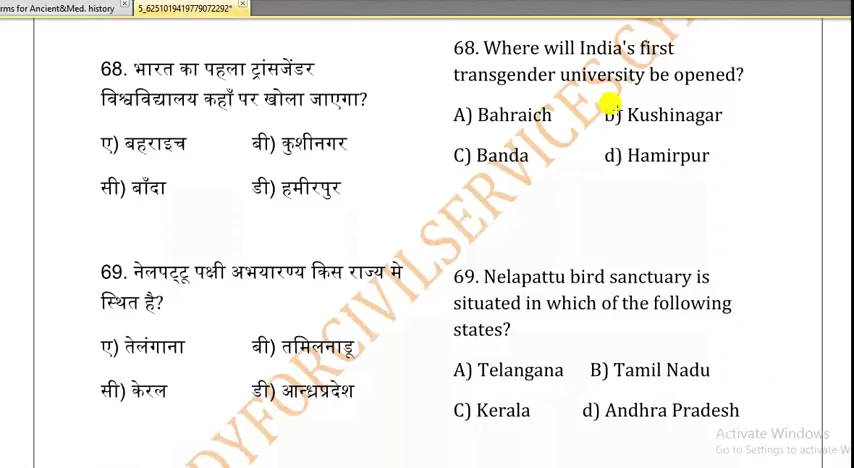 rms for Ancient&Med. history
5_6251019419779072292*
68. भारत का पहला ट्रांसजेंडर
विश्वविद्यालय कहाँ पर खोला जाएगा?
ए) बहराइच बी) कुशीनगर
सी) बाँदा डी) हमीरपुर
68. Where will India's first
transgender university be opened?
A) Bahraich b) Kushinagar
C) Banda d) Hamirpur
69. नेलपट्टू पक्षी अभयारण्य किस राज्य मे
स्थित है?
ए) तेलंगाना बी) तमिलनाडू
सी) केरल डी) आन्ध्रप्रदेश
69. Nelapattu bird sanctuary is
situated in which of the following
states?
A) Telangana B) Tamil Nadu
C) Kerala d) Andhra Pradesh
DYFORCIVILSERVICES.
Activate Windows
Go to Settings to activate W